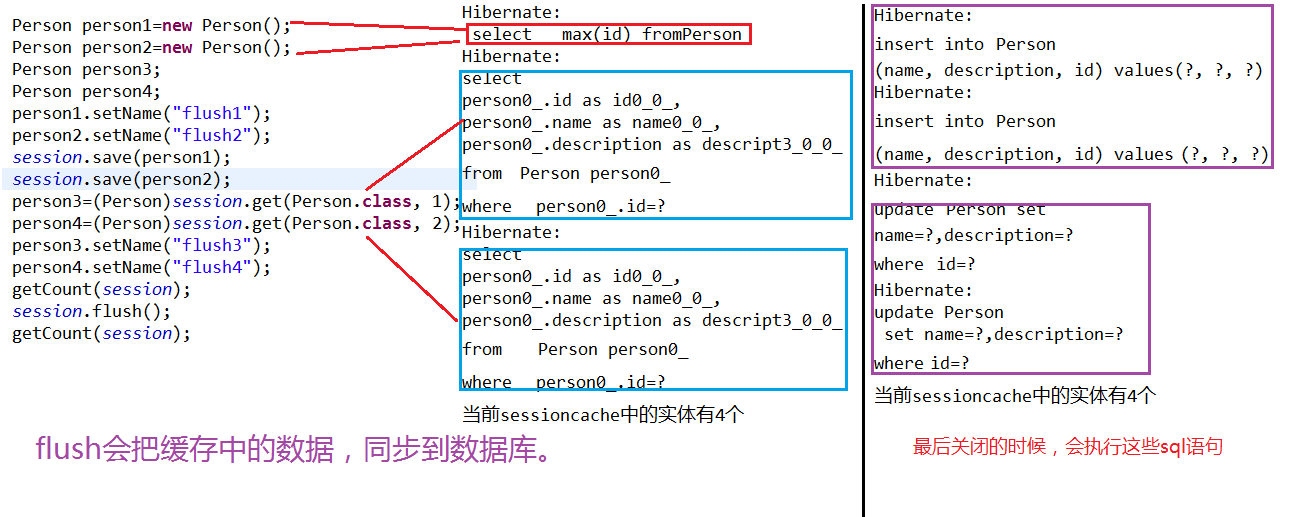 Person person1=new Person();
Person person2=new Person();
Person person3;
Person person4;
person1.setName("flush1");
person2.setName("flush2");
session.save(person1);
session.save(person2);
person3=(Person)session.get(Person.class, 1);
person4=(Person)session.get(Person.class, 2);
person3.setName("flush3");
person4.setName("flush4");
getCount(session);
session.flush();
getCount(session);
flush会把缓存中的数据，同步到数据库。
Hibernate:
select max(id) fromPerson
Hibernate:
select
person0_.id as id0_0_,
person0_.name as name0_0_,
person0_.description as descript3_0_0_
from Person person0_
where person0_.id=?
Hibernate:
select
person0_.id as id0_0_,
person0_.name as name0_0_,
person0_.description as descript3_0_0_
from Person person0_
where person0_.id=?
当前sessioncache中的实体有4个
Hibernate:
insert into Person
(name, description, id) values(?, ?, ?)
Hibernate:
insert into Person
(name, description, id) values (?, ?, ?)
Hibernate:
update Person set
name=?,description=?
where id=?
Hibernate:
update Person
set name=?,description=?
where id=?
当前sessioncache中的实体有4个
最后关闭的时候，会执行这些sql语句